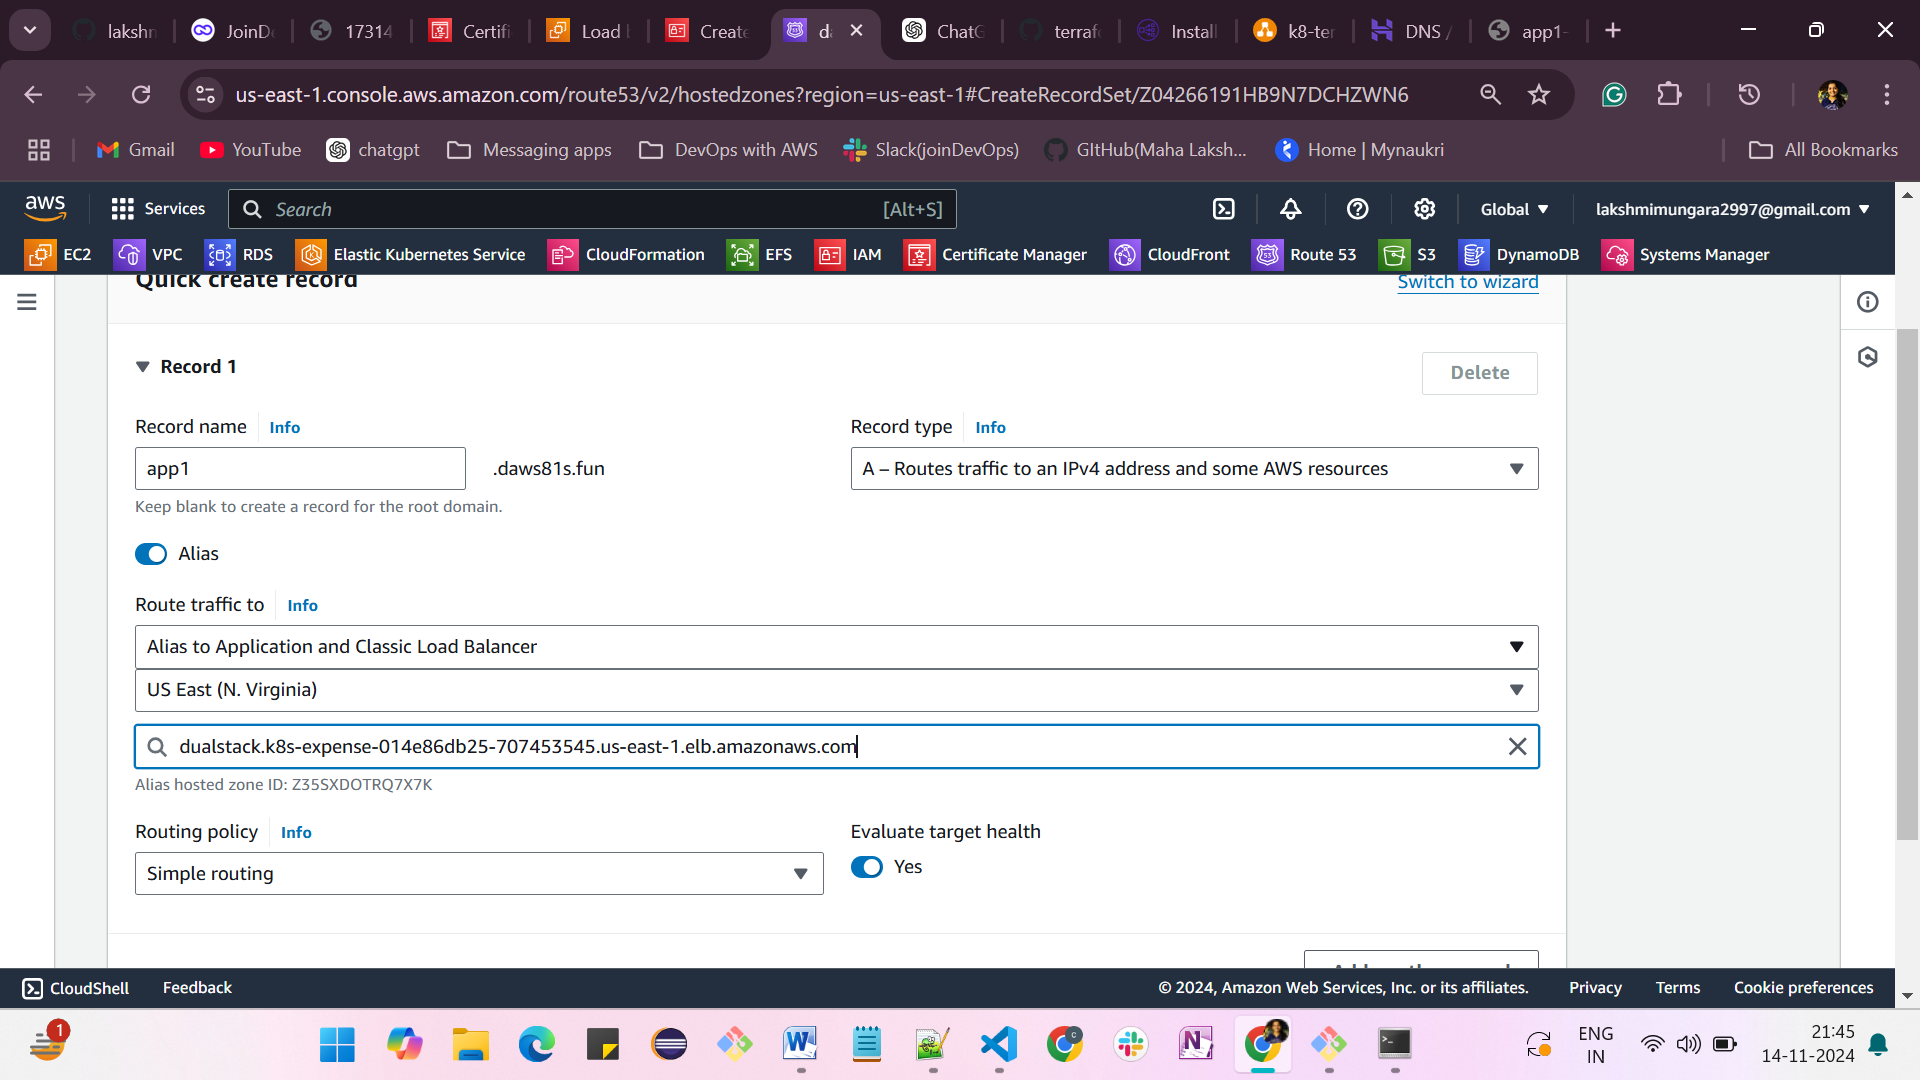 lakshm
JoinDe
17314
Certifi
Load
Create
da
ChatG
terrafo
Install
k8-ter
DNS /
app1-
us-east-1.console.aws.amazon.com/route53/v2/hostedzones?region=us-east-1#CreateRecordSet/Z04266191HB9N7DCHZWN6
Gmail
YouTube
chatgpt
Messaging apps
DevOps with AWS
Slack(joinDevOps)
GItHub(Maha Laksh...
Home | Mynaukri
All Bookmarks
aws
Services
Search
[Alt+S]
Global
lakshmimungara2997@gmail.com
EC2
VPC
RDS
Elastic Kubernetes Service
CloudFormation
EFS
IAM
Certificate Manager
CloudFront
Route 53
S3
DynamoDB
Systems Manager
Quick create record
Switch to wizard
Record 1
Delete
Record name
Info
Record type
Info
app1
.daws81s.fun
A – Routes traffic to an IPv4 address and some AWS resources
Keep blank to create a record for the root domain.
Alias
Route traffic to
Info
Alias to Application and Classic Load Balancer
US East (N. Virginia)
dualstack.k8s-expense-014e86db25-707453545.us-east-1.elb.amazonaws.com
Alias hosted zone ID: Z35SXDOTRQ7X7K
Routing policy
Info
Evaluate target health
Simple routing
Yes
CloudShell
Feedback
© 2024, Amazon Web Services, Inc. or its affiliates.
Privacy
Terms
Cookie preferences
1
ENG
IN
21:45
14-11-2024